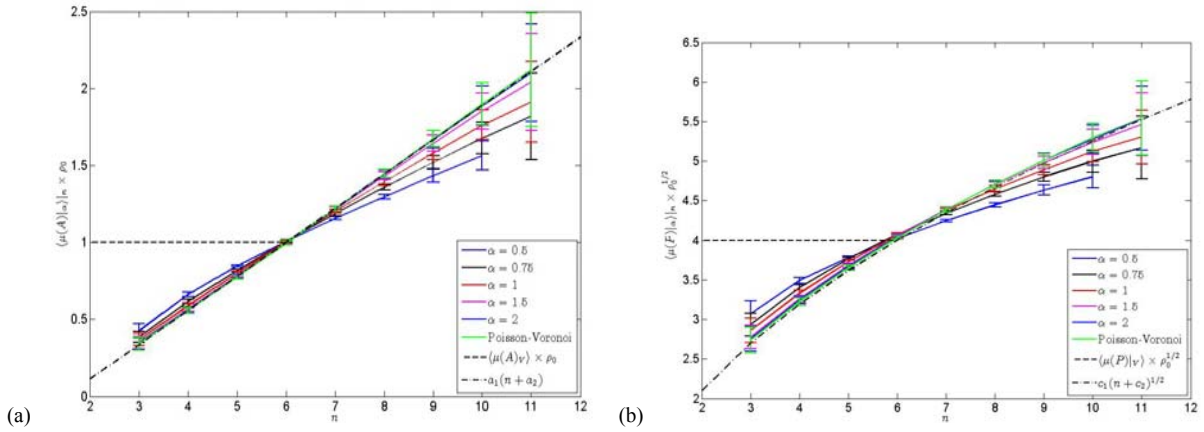 2.5
2
1.5
1
0.5
0
2 3 4 5 6 7 8 9 10 11 12
n
⟨μ(A)|α⟩|n × ρ0
α = 0.5
α = 0.75
α = 1
α = 1.5
α = 2
Poisson-Voronoi
⟨μ(A)V⟩ × ρ0
a1(n + a2)
(a)
6.5
6
5.5
5
4.5
4
3.5
3
2.5
2
2 3 4 5 6 7 8 9 10 11 12
n
⟨μ(P)|α⟩|n × ρ0^1/2
α = 0.5
α = 0.75
α = 1
α = 1.5
α = 2
Poisson-Voronoi
⟨μ(P)|V⟩ × ρ0^1/2
c1(n + c2)^1/2
(b)